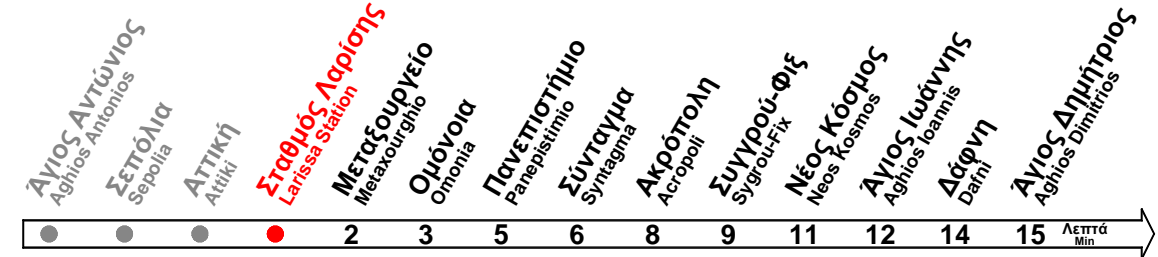 Άγιος Αντώνιος
Aghios Antonios
Σεπόλια
Sepolia
Αττική
Attiki
Σταθμός Λαρίσης
Larissa Station
Μεταξουργείο
Metaxourghio
Ομόνοια
Omonia
Πανεπιστήμιο
Panepistimio
Σύνταγμα
Syntagma
Ακρόπολη
Acropoli
Συγγρού-Φιξ
Sygrou-Fix
Νέος Κόσμος
Neos Kosmos
Άγιος Ιωάννης
Aghios Ioannis
Δάφνη
Dafni
Άγιος Δημήτριος
Aghios Dimitrios
2 3 5 6 8 9 11 12 14 15 Λεπτά
Min